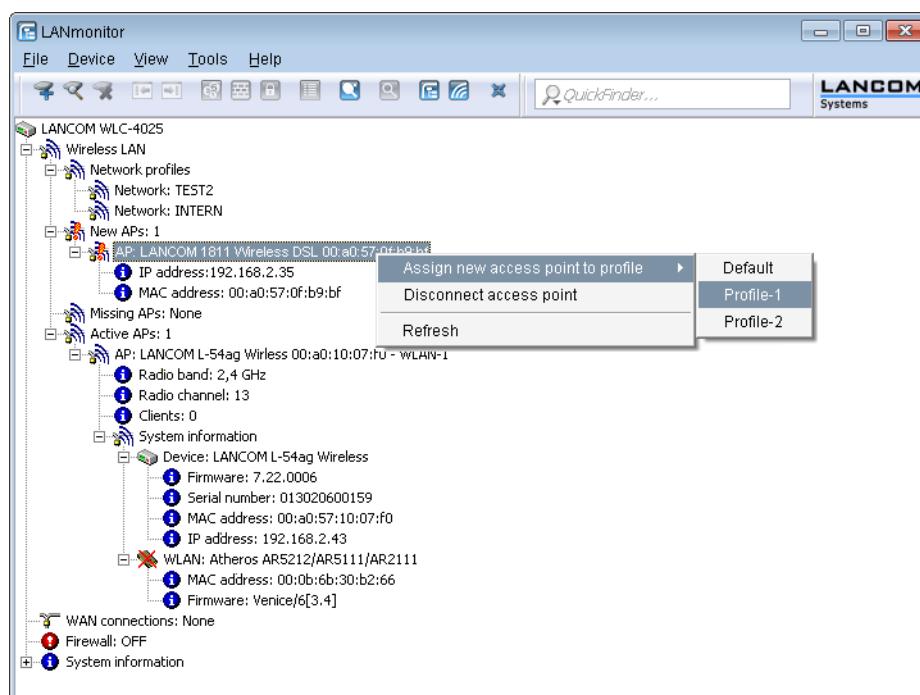 LANmonitor
File Device View Tools Help
QuickFinder...
LANCOM
Systems
LANCOM WLC-4025
Wireless LAN
Network profiles
Network: TEST2
Network: INTERN
New APs: 1
AP: LANCOM 1811 Wireless DSL 00:a0:57:0f:b9:bf
IP address:192.168.2.35
MAC address: 00:a0:57:0f:b9:bf
Assign new access point to profile
Disconnect access point
Refresh
Default
Profile-1
Profile-2
Missing APs: None
Active APs: 1
AP: LANCOM L-54ag Wirless 00:a0:10:07:f0 - WLAN-1
Radio band: 2,4 GHz
Radio channel: 13
Clients: 0
System information
Device: LANCOM L-54ag Wireless
Firmware: 7.22.0006
Serial number: 013020600159
MAC address: 00:a0:57:10:07:f0
IP address: 192.168.2.43
WLAN: Atheros AR5212/AR5111/AR2111
MAC address: 00:0b:6b:30:b2:66
Firmware: Venice/6[3.4]
WAN connections: None
Firewall: OFF
System information